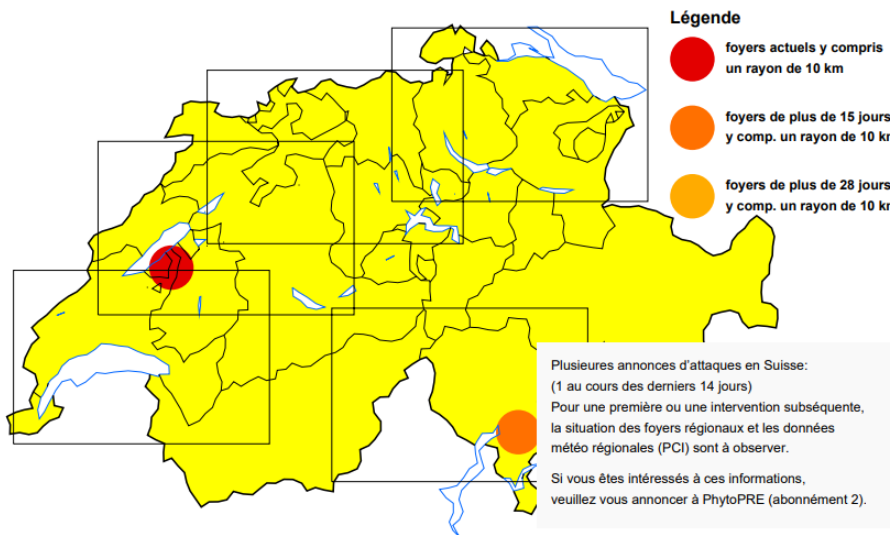 Légende
foyers actuels y compris
un rayon de 10 km
foyers de plus de 15 jours
y comp. un rayon de 10 km
foyers de plus de 28 jours
y comp. un rayon de 10 km
Plusieures annonces d'attaques en Suisse:
(1 au cours des derniers 14 jours)
Pour une première ou une intervention subséquente,
la situation des foyers régionaux et les données
météo régionales (PCI) sont à observer.
Si vous êtes intéressés à ces informations,
veuillez vous annoncer à PhytoPRE (abonnément 2).